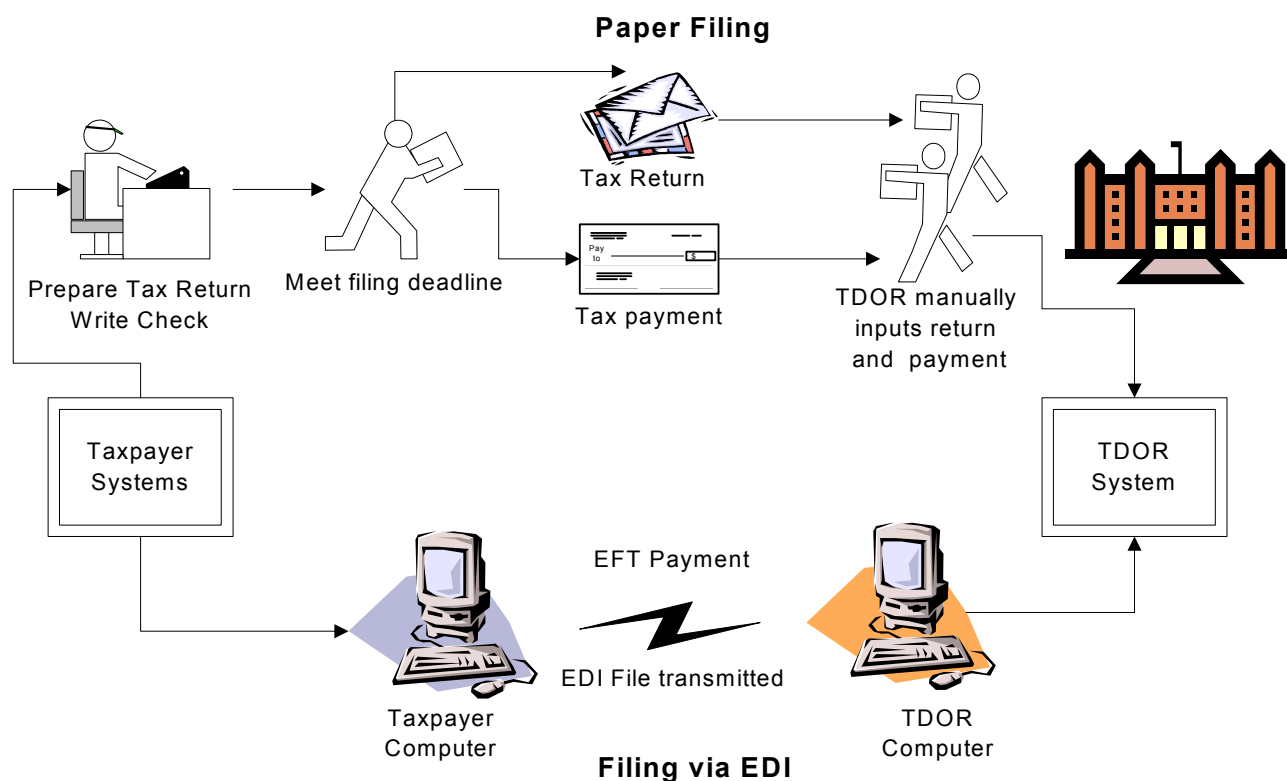 Paper Filing
Tax Return
Pay
to
$
Prepare Tax Return
Write Check
Meet filing deadline
Tax payment
TDOR manually
inputs return
and payment
Taxpayer
Systems
TDOR
System
EFT Payment
EDI File transmitted
Taxpayer
Computer
TDOR
Computer
Filing via EDI